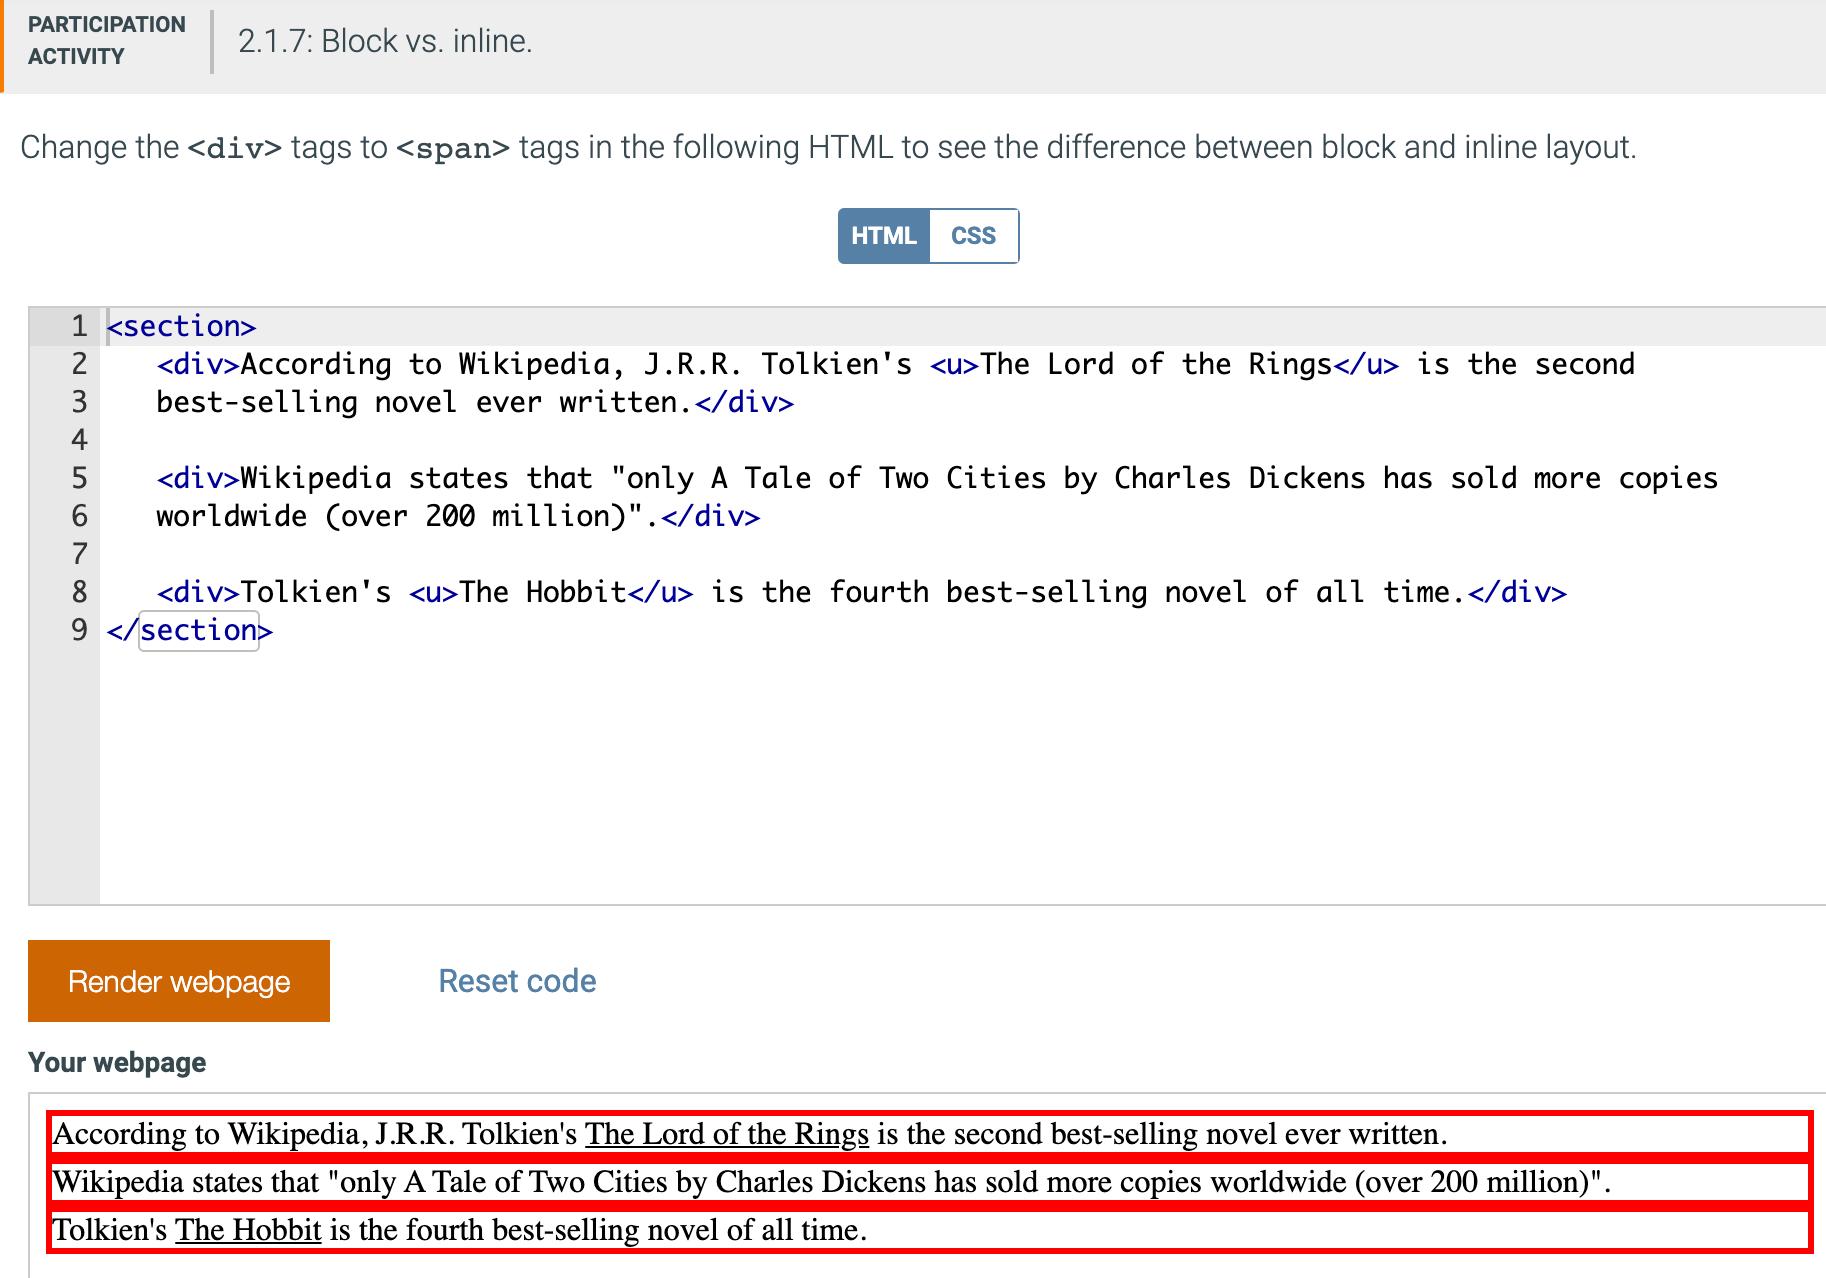 PARTICIPATION
ACTIVITY
2.1.7: Block vs. inline.
Change the <div> tags to <span> tags in the following HTML to see the difference between block and inline layout.
HTML CSS
1 <section>
2    <div>According to Wikipedia, J.R.R. Tolkien's <u>The Lord of the Rings</u> is the second
3    best-selling novel ever written.</div>
4
5    <div>Wikipedia states that "only A Tale of Two Cities by Charles Dickens has sold more copies
6    worldwide (over 200 million)".</div>
7
8    <div>Tolkien's <u>The Hobbit</u> is the fourth best-selling novel of all time.</div>
9 </section>
Render webpage Reset code
Your webpage
According to Wikipedia, J.R.R. Tolkien's The Lord of the Rings is the second best-selling novel ever written.
Wikipedia states that "only A Tale of Two Cities by Charles Dickens has sold more copies worldwide (over 200 million)".
Tolkien's The Hobbit is the fourth best-selling novel of all time.